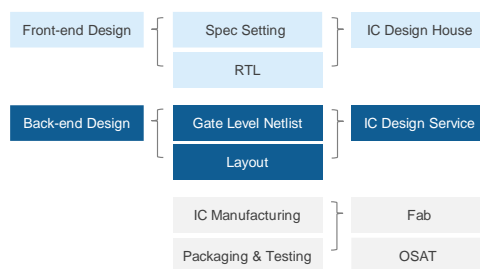 Front-end Design
Spec Setting
IC Design House
RTL
Back-end Design
Gate Level Netlist
IC Design Service
Layout
IC Manufacturing
Fab
Packaging & Testing
OSAT